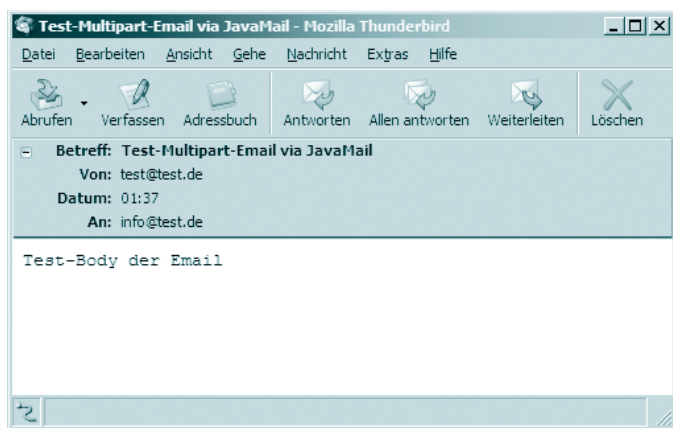 Test-Multipart-Email via JavaMail - Mozilla Thunderbird
Datei Bearbeiten Ansicht Gehe Nachricht Extras Hilfe
Abrufen Verfassen Adressbuch Antworten Allen antworten Weiterleiten Löschen
Betreff: Test-Multipart-Email via JavaMail
Von: test@test.de
Datum: 01:37
An: info@test.de
Test-Body der Email